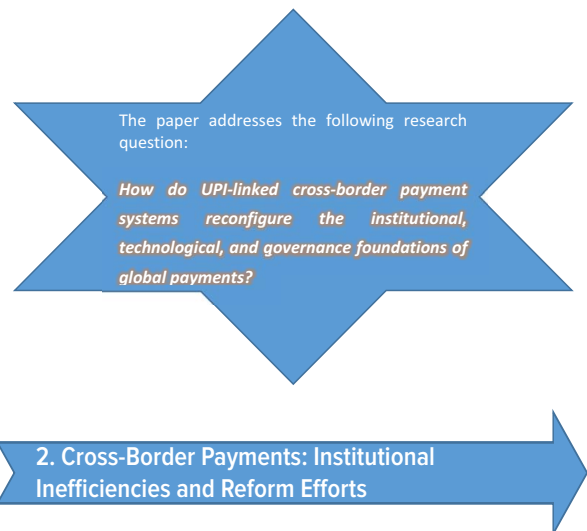 The paper addresses the following research
question:
How do UPI-linked cross-border payment
systems reconfigure the institutional,
technological, and governance foundations of
global payments?
2. Cross-Border Payments: Institutional
Inefficiencies and Reform Efforts